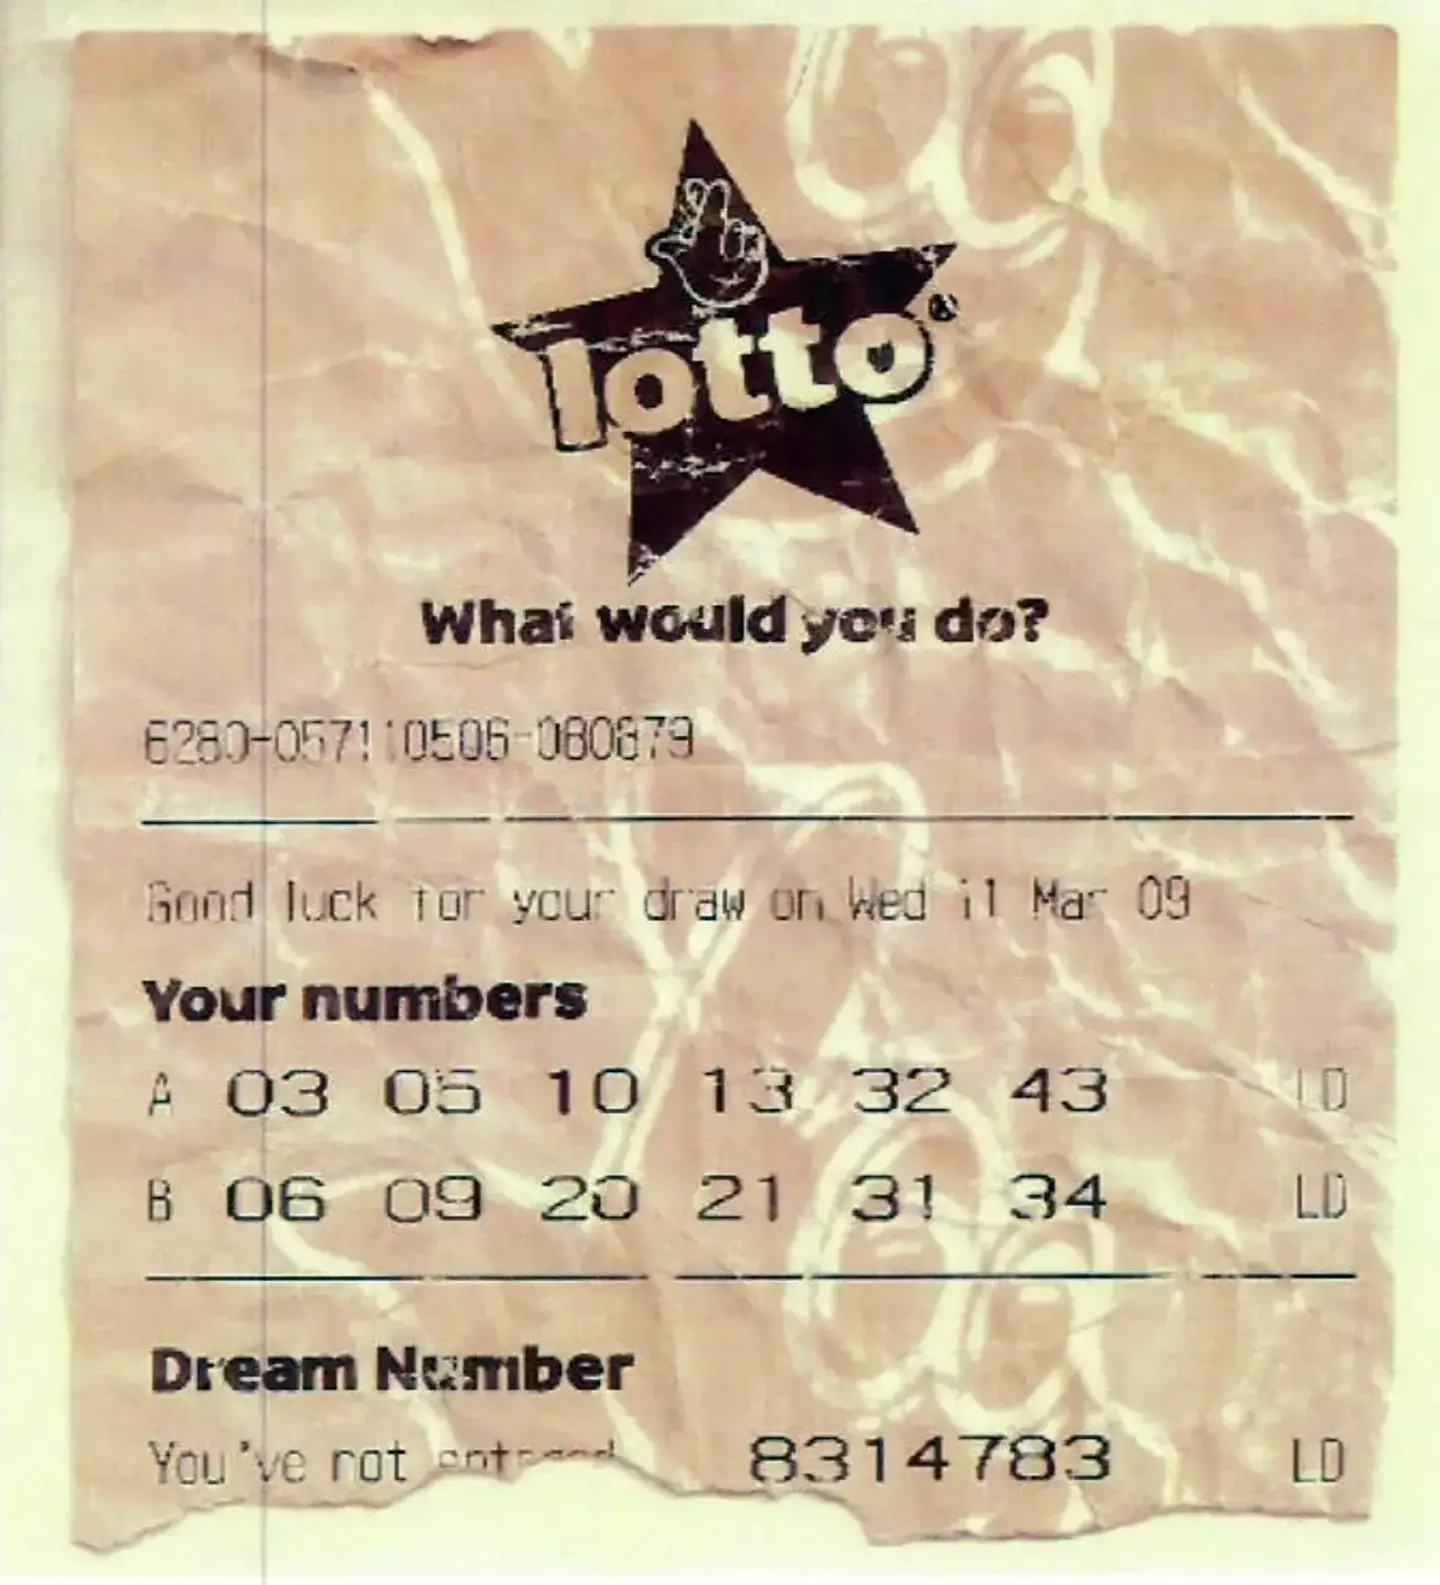 lotto®
What would you do?
6280-057110506-080879
Good luck for your draw on Wed 11 Mar 09
Your numbers
A 03 05 10 13 32 43 LD
B 06 09 20 21 31 34 LD
Dream Number
You've not entered 8314783 LD